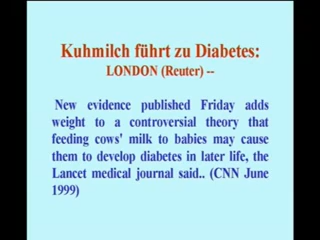 Kuhmilch führt zu Diabetes:
LONDON (Reuter) --
New evidence published Friday adds
weight to a controversial theory that
feeding cows' milk to babies may cause
them to develop diabetes in later life, the
Lancet medical journal said.. (CNN June
1999)